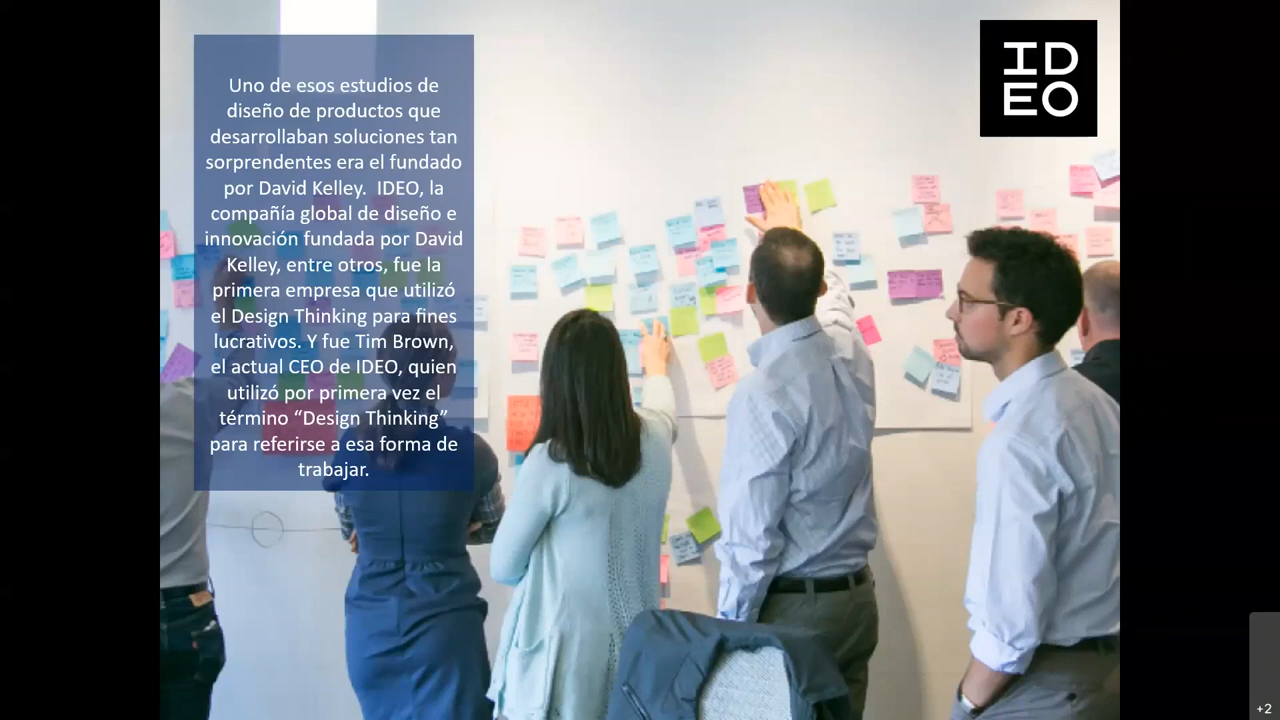 Uno de esos estudios de
diseño de productos que
desarrollaban soluciones tan
sorprendentes era el fundado
por David Kelley.  IDEO, la
compañía global de diseño e
innovación fundada por David
Kelley, entre otros, fue la
primera empresa que utilizó
el Design Thinking para fines
lucrativos. Y fue Tim Brown,
el actual CEO de IDEO, quien
utilizó por primera vez el
término “Design Thinking”
para referirse a esa forma de
trabajar.
ID
EO
+2